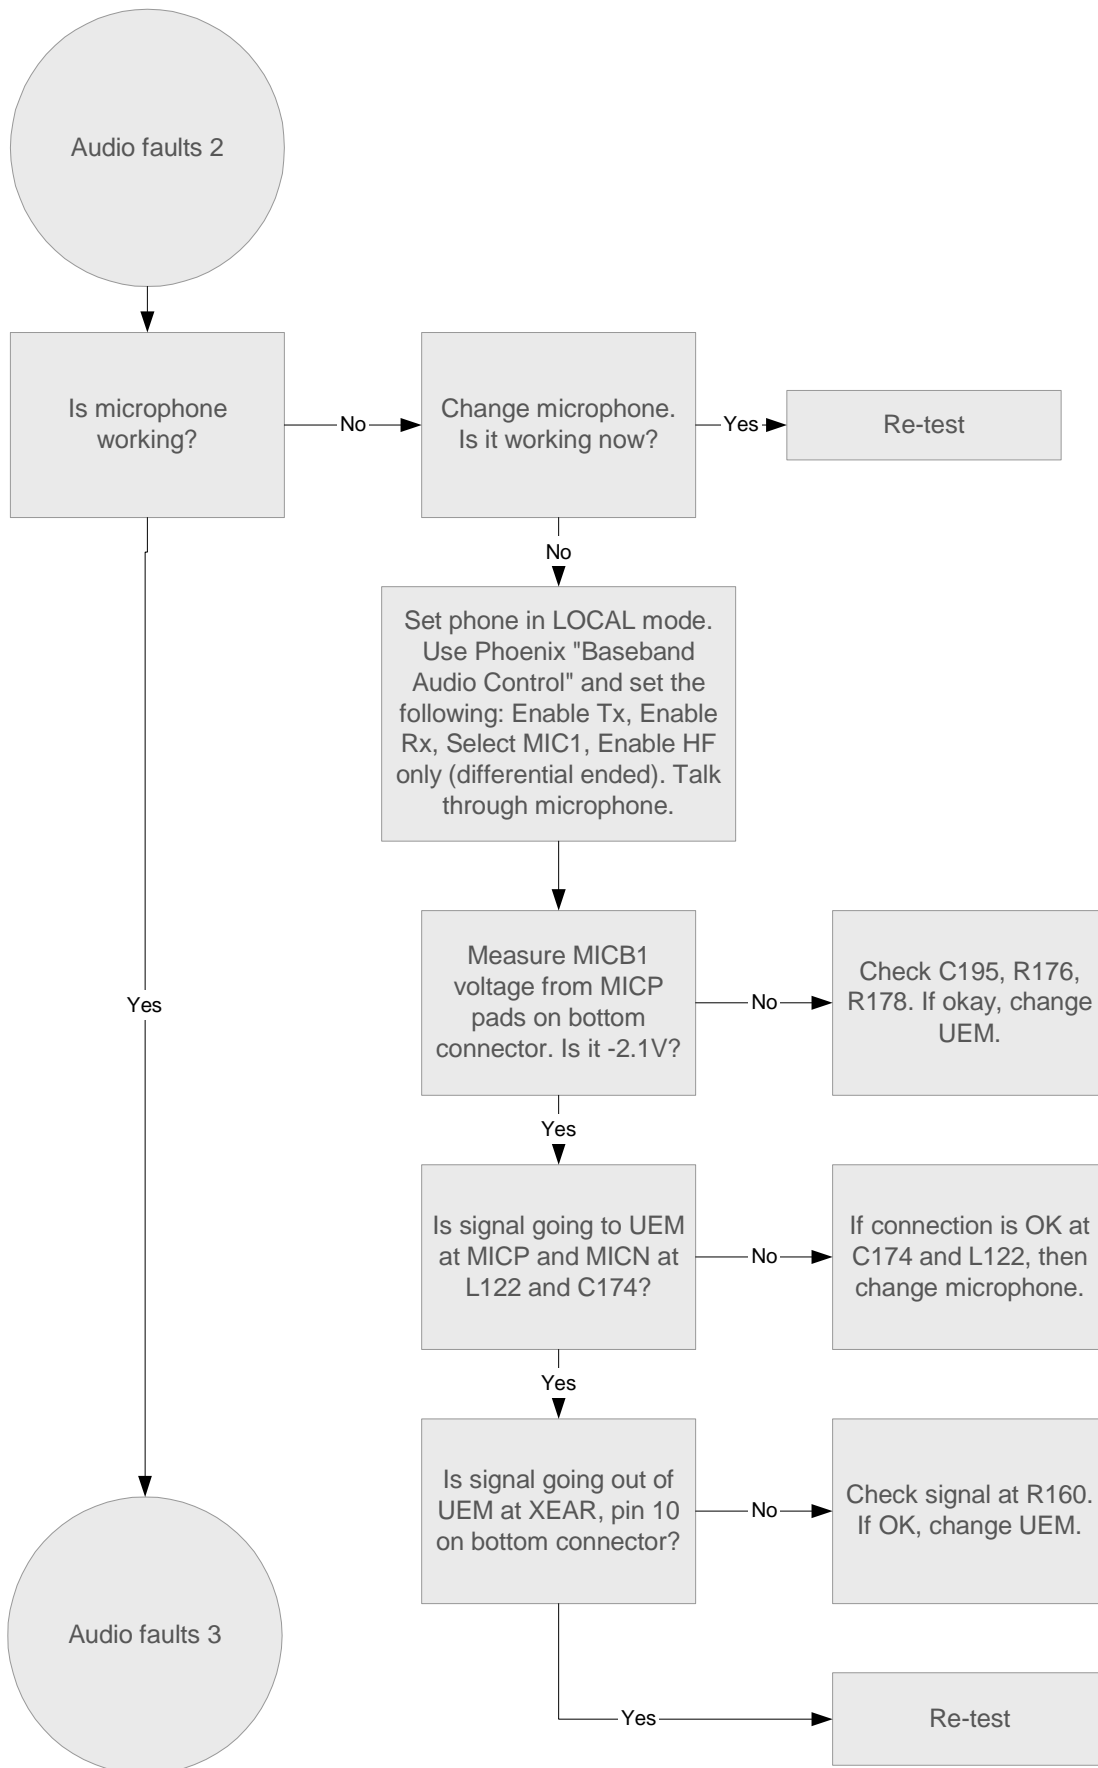 Audio faults 2
Is microphone
working?
No
Change microphone.
Is it working now?
Yes
Re-test
No
Set phone in LOCAL mode.
Use Phoenix "Baseband
Audio Control" and set the
following: Enable Tx, Enable
Rx, Select MIC1, Enable HF
only (differential ended). Talk
through microphone.
Measure MICB1
voltage from MICP
pads on bottom
connector. Is it -2.1V?
No
Check C195, R176,
R178. If okay, change
UEM.
Yes
Yes
Is signal going to UEM
at MICP and MICN at
L122 and C174?
No
If connection is OK at
C174 and L122, then
change microphone.
Yes
Is signal going out of
UEM at XEAR, pin 10
on bottom connector?
No
Check signal at R160.
If OK, change UEM.
Audio faults 3
Yes
Re-test